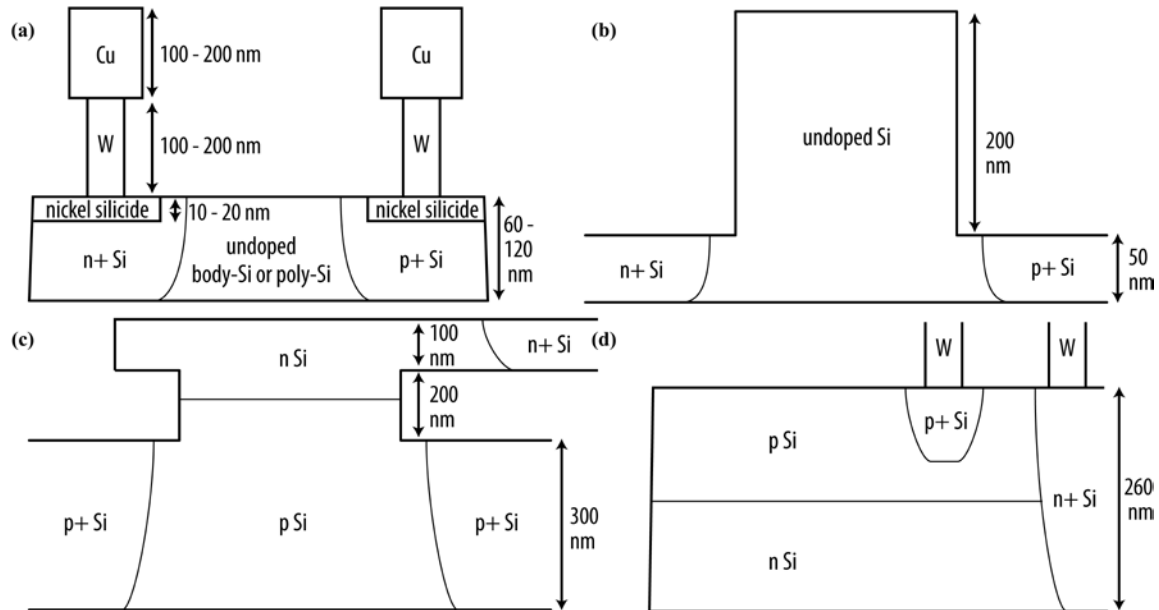 (a)
Cu
100 - 200 nm
Cu
W
100 - 200 nm
W
nickel silicide
10 - 20 nm
nickel silicide
60 -
120
nm
n+ Si
undoped
body-Si or poly-Si
p+ Si
(b)
undoped Si
200
nm
n+ Si
p+ Si
50
nm
(c)
n Si
100
nm
n+ Si
200
nm
p+ Si
p Si
p+ Si
300
nm
(d)
W
W
p+ Si
p Si
n+ Si
260
nm
n Si